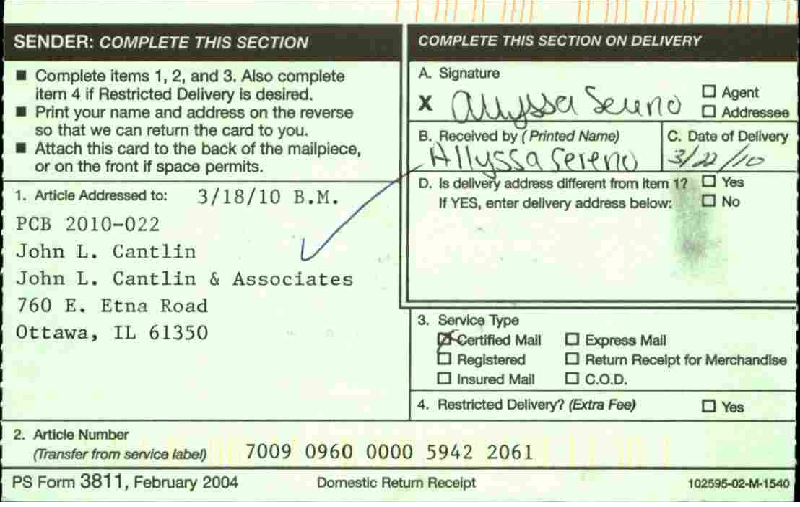 SENDER: COMPLETE THIS SECTION
■ Complete items 1, 2, and 3. Also complete
item 4 if Restricted Delivery is desired.
■ Print your name and address on the reverse
so that we can return the card to you.
■ Attach this card to the back of the mailpiece,
or on the front if space permits.
1. Article Addressed to: 3/18/10 B.M.
PCB 2010-022
John L. Cantlin
John L. Cantlin & Associates
760 E. Etna Road
Ottawa, IL 61350
COMPLETE THIS SECTION ON DELIVERY
A. Signature
X Allyssa Sereno
☐ Agent
☐ Addressee
B. Received by (Printed Name)
Allyssa Sereno
C. Date of Delivery
3/22/10
D. Is delivery address different from item 1? ☐ Yes
If YES, enter delivery address below: ☐ No
3. Service Type
☒ Certified Mail ☐ Express Mail
☐ Registered ☐ Return Receipt for Merchandise
☐ Insured Mail ☐ C.O.D.
4. Restricted Delivery? (Extra Fee) ☐ Yes
2. Article Number
(Transfer from service label) 7009 0960 0000 5942 2061
PS Form 3811, February 2004 Domestic Return Receipt 102595-02-M-1540